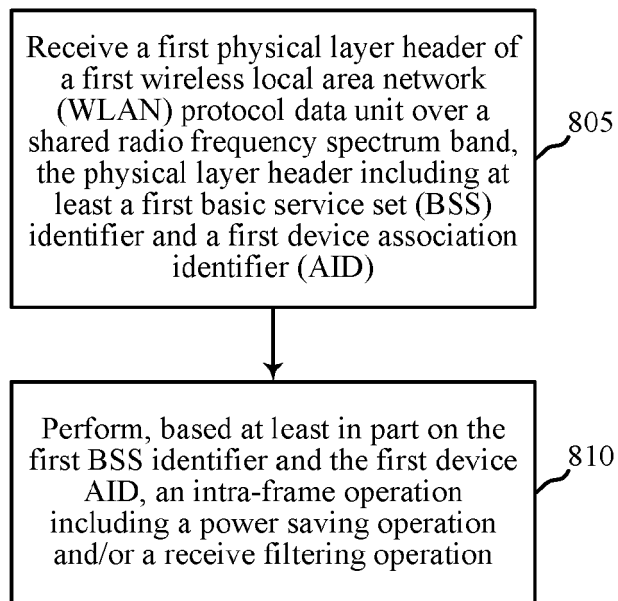 Receive a first physical layer header of
a first wireless local area network
(WLAN) protocol data unit over a
shared radio frequency spectrum band,
the physical layer header including at
least a first basic service set (BSS)
identifier and a first device association
identifier (AID)
805
Perform, based at least in part on the
first BSS identifier and the first device
AID, an intra-frame operation
including a power saving operation
and/or a receive filtering operation
810